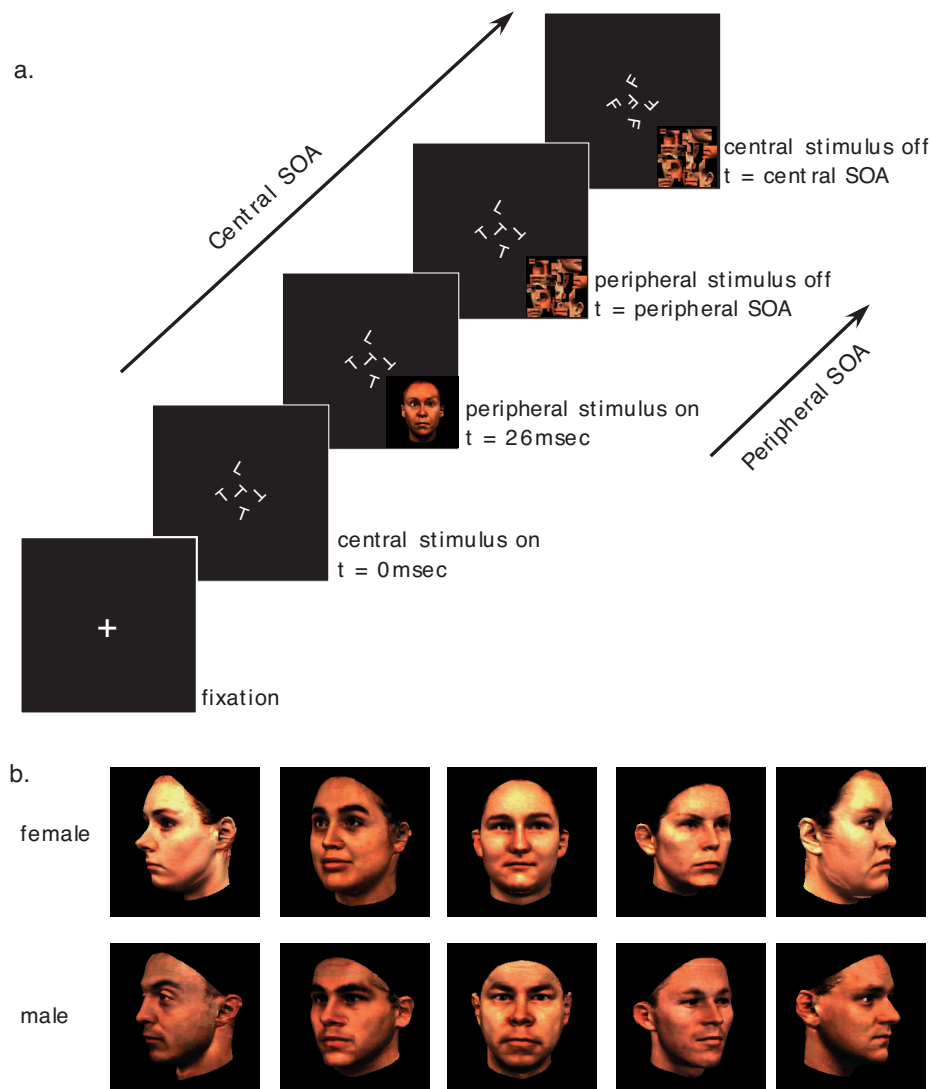 a.
Central SOA
F
F F F
F
central stimulus off
t = central SOA
L
T T T
T
peripheral stimulus off
t = peripheral SOA
Peripheral SOA
L
T T T
T
peripheral stimulus on
t = 26msec
L
T T T
T
central stimulus on
t = 0msec
+
fixation
b.
female
male